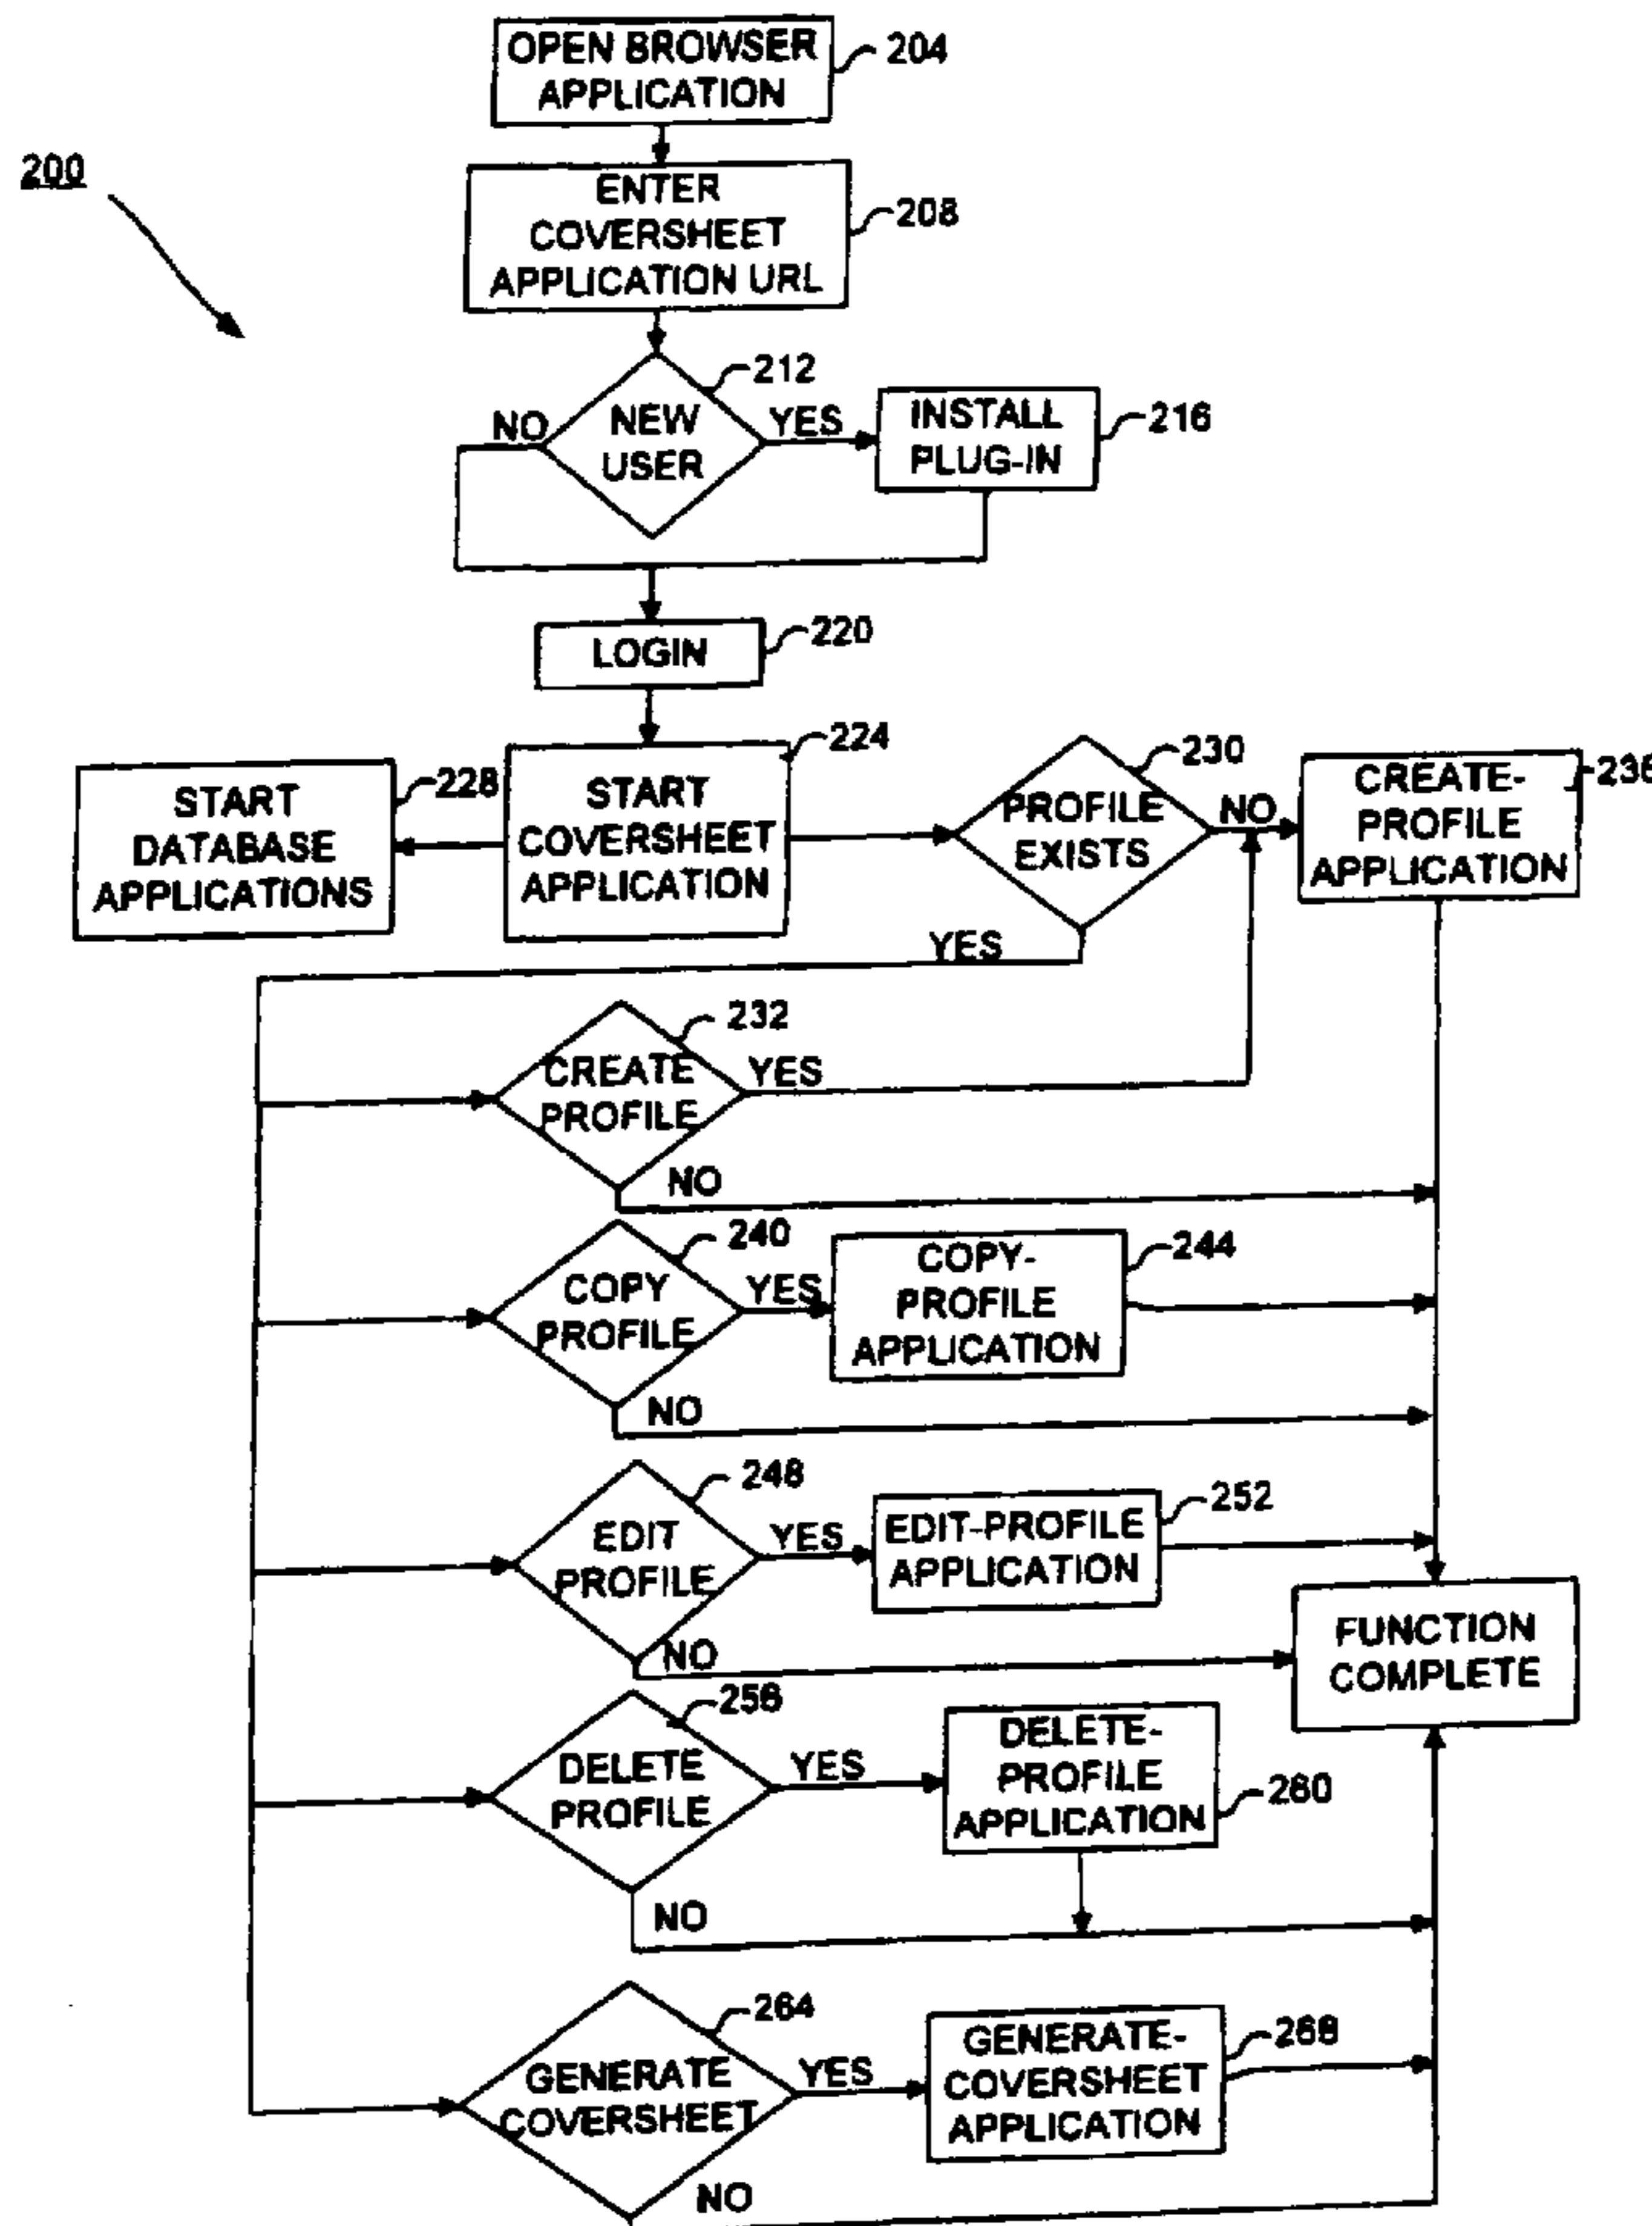 OPEN BROWSER
APPLICATION
204
200
ENTER
COVERSHEET
APPLICATION URL
208
212
NO
NEW
USER
YES
INSTALL
PLUG-IN
216
LOGIN
220
START
DATABASE
APPLICATIONS
228
START
COVERSHEET
APPLICATION
224
PROFILE
EXISTS
230
NO
YES
CREATE-
PROFILE
APPLICATION
236
CREATE
PROFILE
232
YES
NO
COPY
PROFILE
240
YES
COPY-
PROFILE
APPLICATION
244
NO
EDIT
PROFILE
248
YES
EDIT-PROFILE
APPLICATION
252
NO
FUNCTION
COMPLETE
DELETE
PROFILE
256
YES
DELETE-
PROFILE
APPLICATION
260
NO
GENERATE
COVERSHEET
264
YES
GENERATE-
COVERSHEET
APPLICATION
268
NO